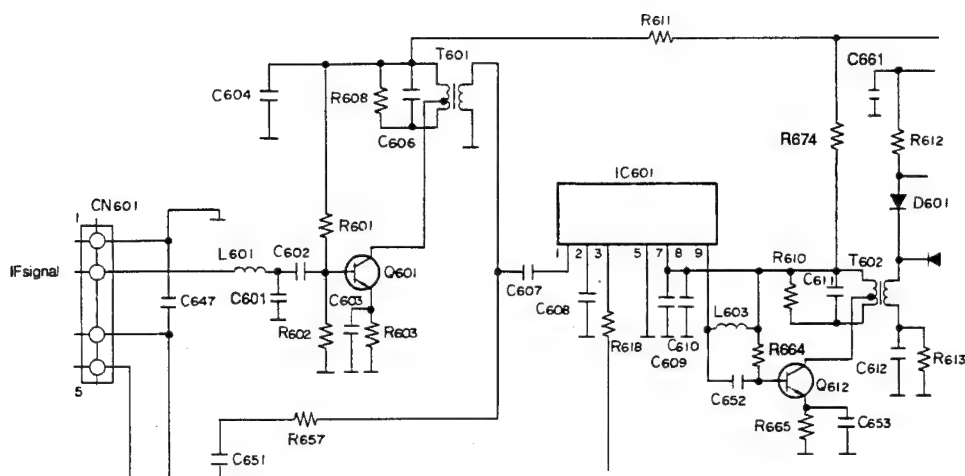 R611
T601
C661
C604
R608
R674
R612
C606
IC601
CN601
1
R601
D601
L601
C602
1 2 3 5 7 8 9
R610
T602
IFsignal
Q601
C611
C607
C647
C601
C603
C608
L603
R602
R603
R618
C610
C609
R664
C612
R613
Q612
5
C652
R657
R665
C653
C651